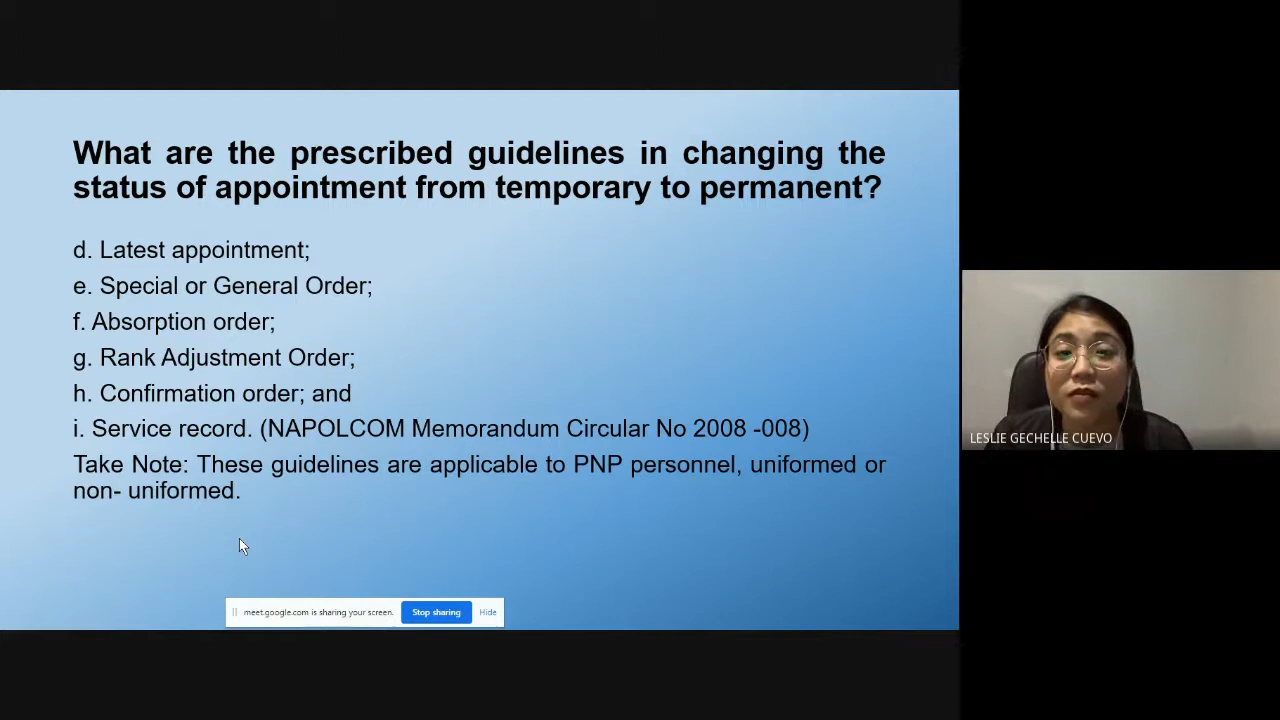 What are the prescribed guidelines in changing the
status of appointment from temporary to permanent?
d. Latest appointment;
e. Special or General Order;
f. Absorption order;
g. Rank Adjustment Order;
h. Confirmation order; and
i. Service record. (NAPOLCOM Memorandum Circular No 2008 -008)
Take Note: These guidelines are applicable to PNP personnel, uniformed or
non- uniformed.
meet.google.com is sharing your screen. Stop sharing Hide
LESLIE GECHELLE CUEVO